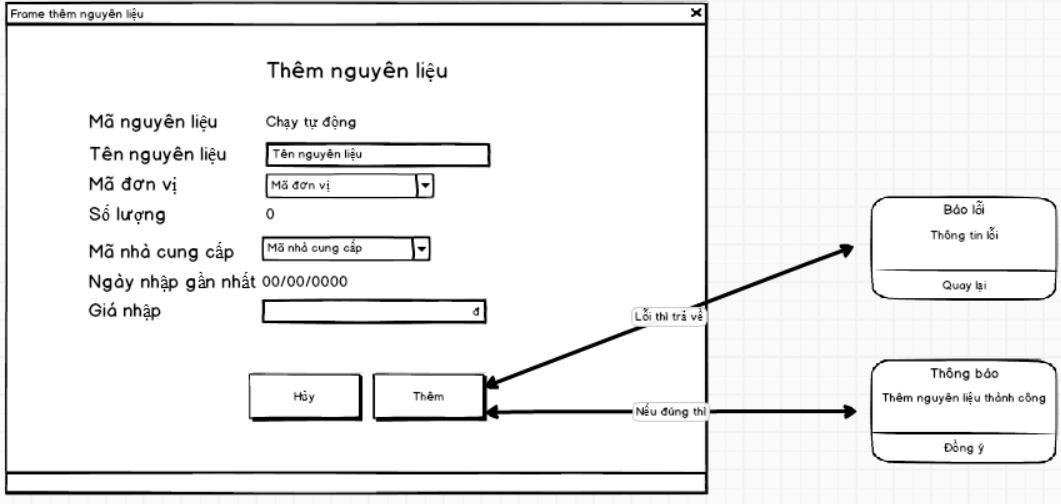 Frame thêm nguyên liệu
Thêm nguyên liệu
Mã nguyên liệu Chạy tự động
Tên nguyên liệu Tên nguyên liệu
Mã đơn vị Mã đơn vị
Số lượng 0
Mã nhà cung cấp Mã nhà cung cấp
Ngày nhập gần nhất 00/00/0000
Giá nhập đ
Hủy Thêm
Lỗi thì trả về
Nếu đúng thì
Báo lỗi
Thông tin lỗi
Quay lại
Thông báo
Thêm nguyên liệu thành công
Đồng ý